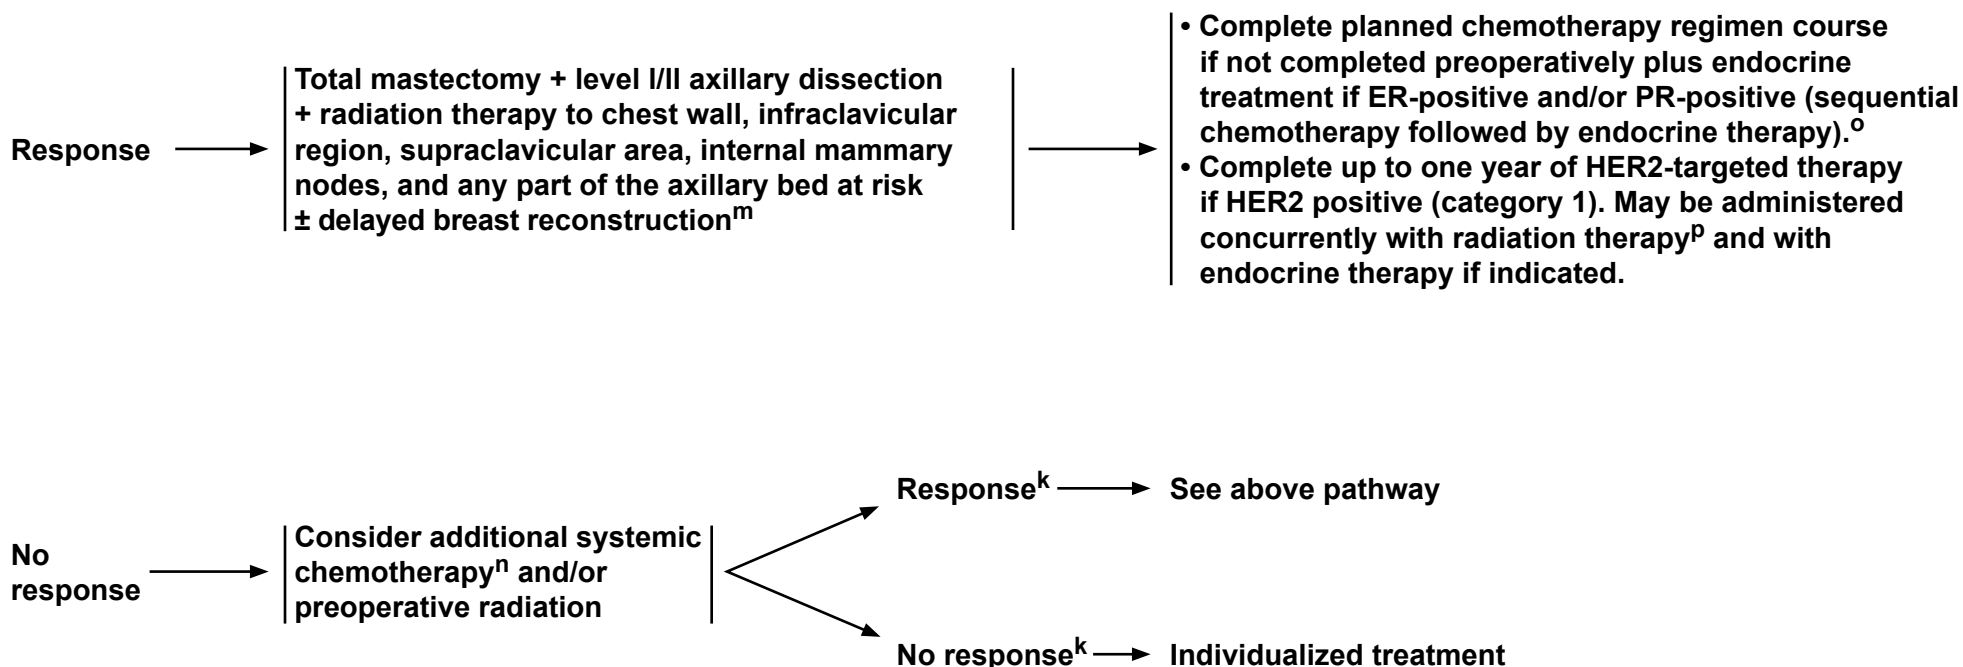 Response
Total mastectomy + level I/II axillary dissection
+ radiation therapy to chest wall, infraclavicular
region, supraclavicular area, internal mammary
nodes, and any part of the axillary bed at risk
± delayed breast reconstructionᵐ
• Complete planned chemotherapy regimen course
if not completed preoperatively plus endocrine
treatment if ER-positive and/or PR-positive (sequential
chemotherapy followed by endocrine therapy).ᵒ
• Complete up to one year of HER2-targeted therapy
if HER2 positive (category 1). May be administered
concurrently with radiation therapyᵖ and with
endocrine therapy if indicated.
No
response
Consider additional systemic
chemotherapyⁿ and/or
preoperative radiation
Responseᵏ
See above pathway
No responseᵏ
Individualized treatment